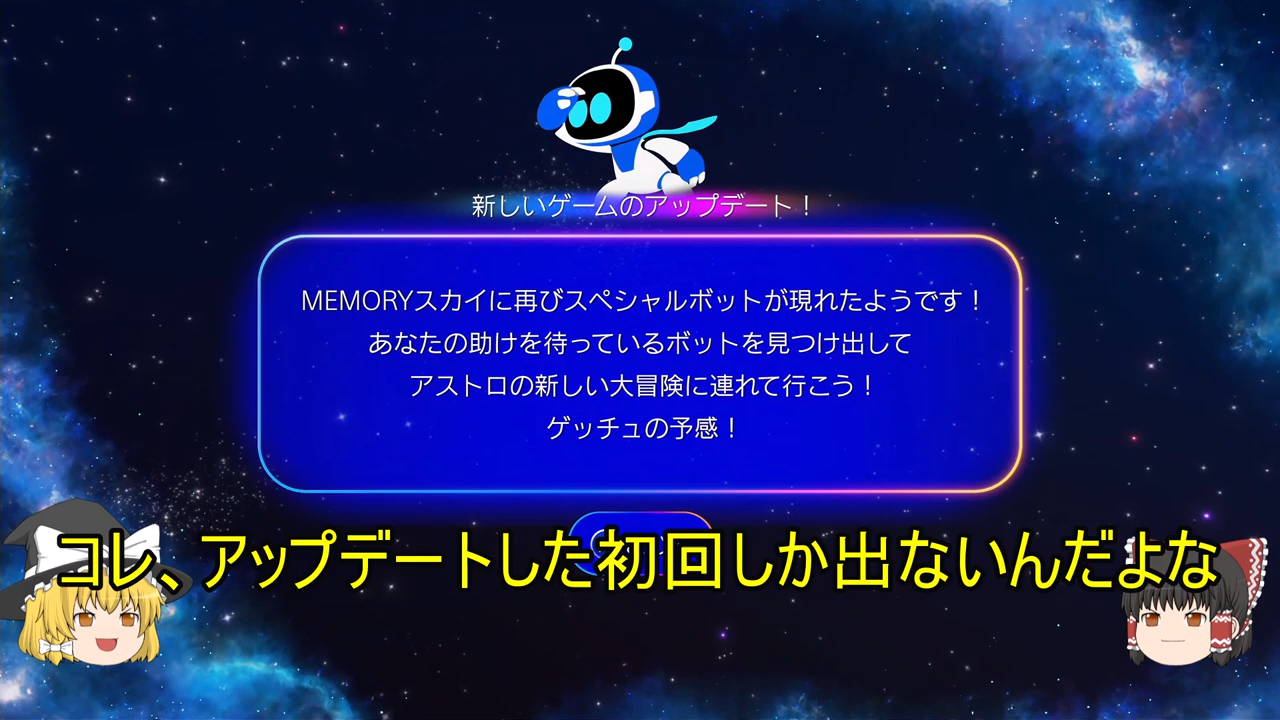 新しいゲームのアップデート！
MEMORYスカイに再びスペシャルボットが現れたようです！
あなたの助けを待っているボットを見つけ出して
アストロの新しい大冒険に連れて行こう！
ゲッチュの予感！
コレ、アップデートした初回しか出ないんだよな